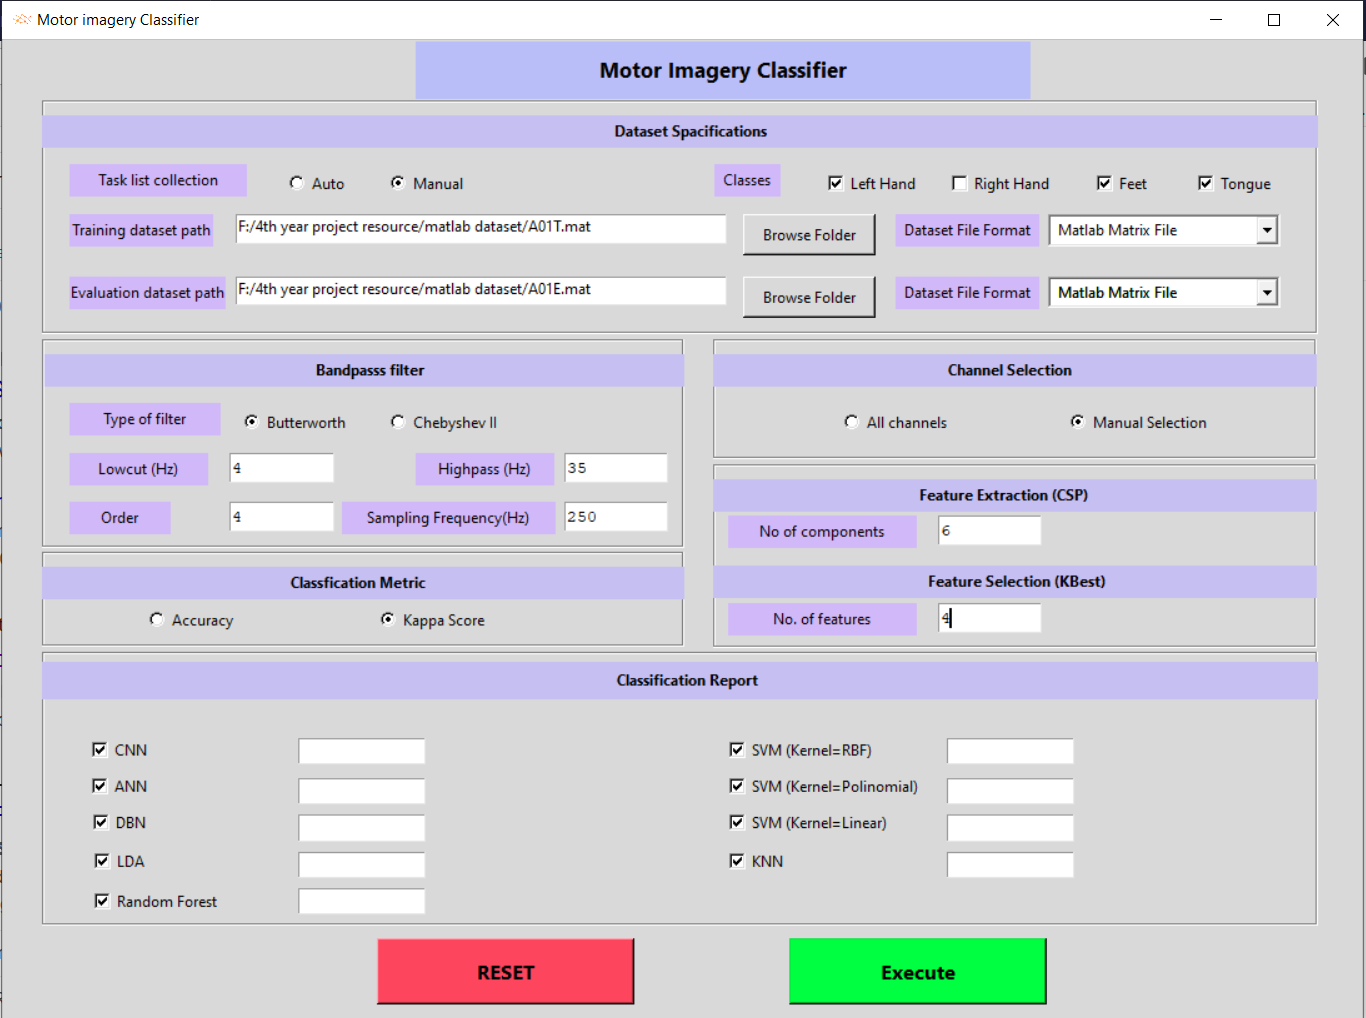 Motor imagery Classifier
Motor Imagery Classifier
Dataset Spacifications
Task list collection Auto Manual Classes Left Hand Right Hand Feet Tongue
Training dataset path F:/4th year project resource/matlab dataset/A01T.mat Browse Folder Dataset File Format Matlab Matrix File
Evaluation dataset path F:/4th year project resource/matlab dataset/A01E.mat Browse Folder Dataset File Format Matlab Matrix File
Bandpasss filter
Type of filter Butterworth Chebyshev II
Lowcut (Hz) 4 Highpass (Hz) 35
Order 4 Sampling Frequency(Hz) 250
Channel Selection
All channels Manual Selection
Feature Extraction (CSP)
No of components 6
Feature Selection (KBest)
No. of features 4
Classfication Metric
Accuracy Kappa Score
Classification Report
CNN SVM (Kernel=RBF)
ANN SVM (Kernel=Polinomial)
DBN SVM (Kernel=Linear)
LDA KNN
Random Forest
RESET Execute